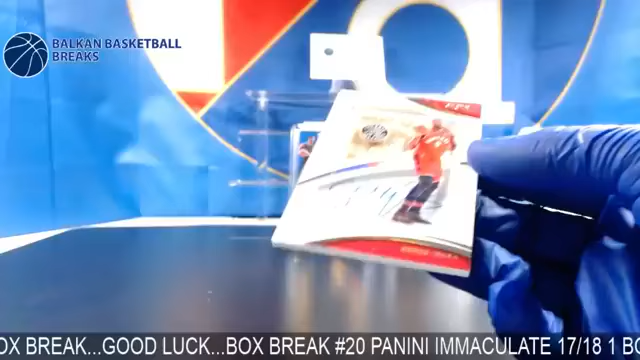 BALKAN BASKETBALL
BREAKS
OX BREAK...GOOD LUCK...BOX BREAK #20 PANINI IMMACULATE 17/18 1 BO